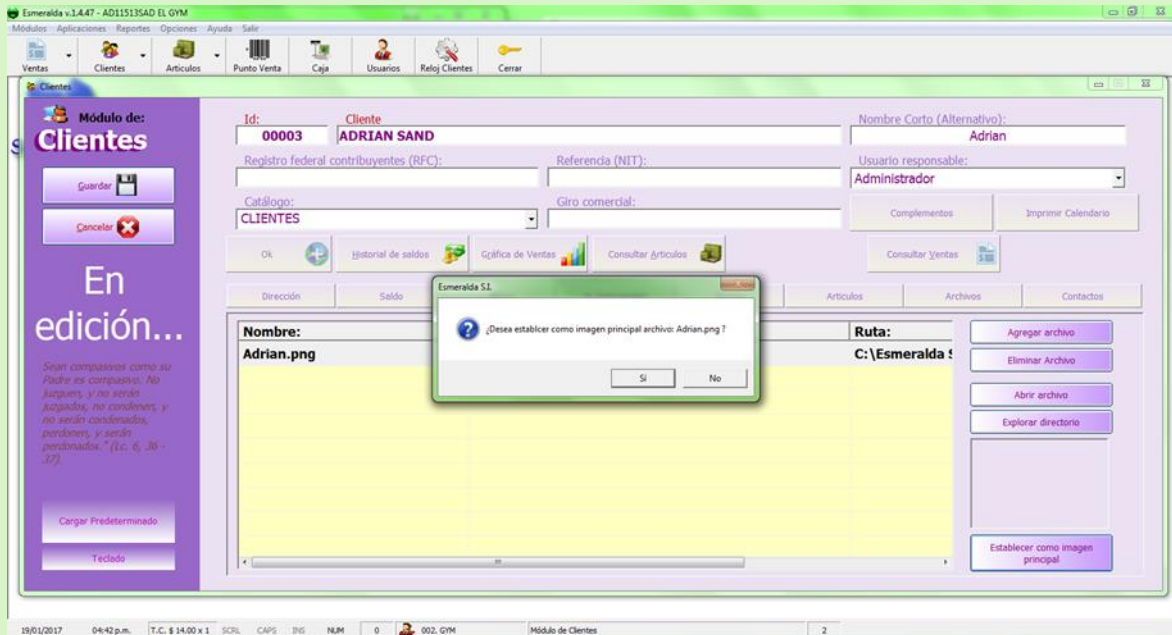 Esmeralda v.1.4.47 - AD11513SAD EL GYM
Módulos Aplicaciones Reportes Opciones Ayuda Salir
Ventas Clientes Articulos Punto Venta Caja Usuarios Reloj Clientes Cerrar
Clientes
Módulo de:
Clientes
Guardar
Cancelar
En
edición...
Sean compasivos como su
Padre es compasivo. No
juzguen, y no serán
juzgados; no condenen, y
no serán condenados,
perdonen, y serán
perdonados." (Lc. 6, 36 -
37).
Cargar Predeterminado
Teclado
Id: Cliente Nombre Corto (Alternativo):
00003 ADRIAN SAND Adrian
Registro federal contribuyentes (RFC): Referencia (NIT): Usuario responsable:
Administrador
Catálogo: Giro comercial:
CLIENTES Complementos Imprimir Calendario
Ok Historial de saldos Gráfica de Ventas Consultar Articulos Consultar Ventas
Dirección Saldo Articulos Archivos Contactos
Nombre: Ruta:
Adrian.png C:\Esmeralda S
Agregar archivo
Eliminar Archivo
Abrir archivo
Explorar directorio
Establecer como imagen
principal
Esmeralda S.I.
¿Desea establcer como imagen principal archivo: Adrian.png ?
Si No
19/01/2017 04:42 p.m. T.C. $ 14.00 x 1 SCRL CAPS INS NUM 0 002. GYM Módulo de Clientes 2